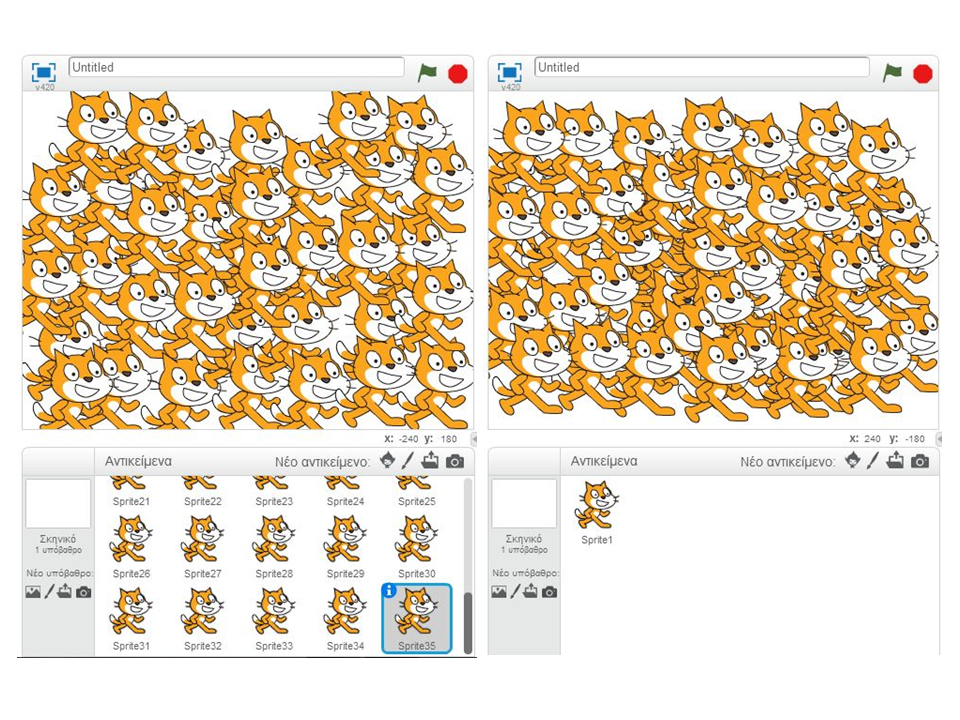 Untitled
v420
x: -240 y: 180
Αντικείμενα
Νέο αντικείμενο:
Σκηνικό
1 υπόβαθρο
Νέο υπόβαθρο:
Sprite21 Sprite22 Sprite23 Sprite24 Sprite25
Sprite26 Sprite27 Sprite28 Sprite29 Sprite30
Sprite31 Sprite32 Sprite33 Sprite34 Sprite35
Untitled
v420
x: 240 y: -180
Αντικείμενα
Νέο αντικείμενο:
Σκηνικό
1 υπόβαθρο
Νέο υπόβαθρο:
Sprite1